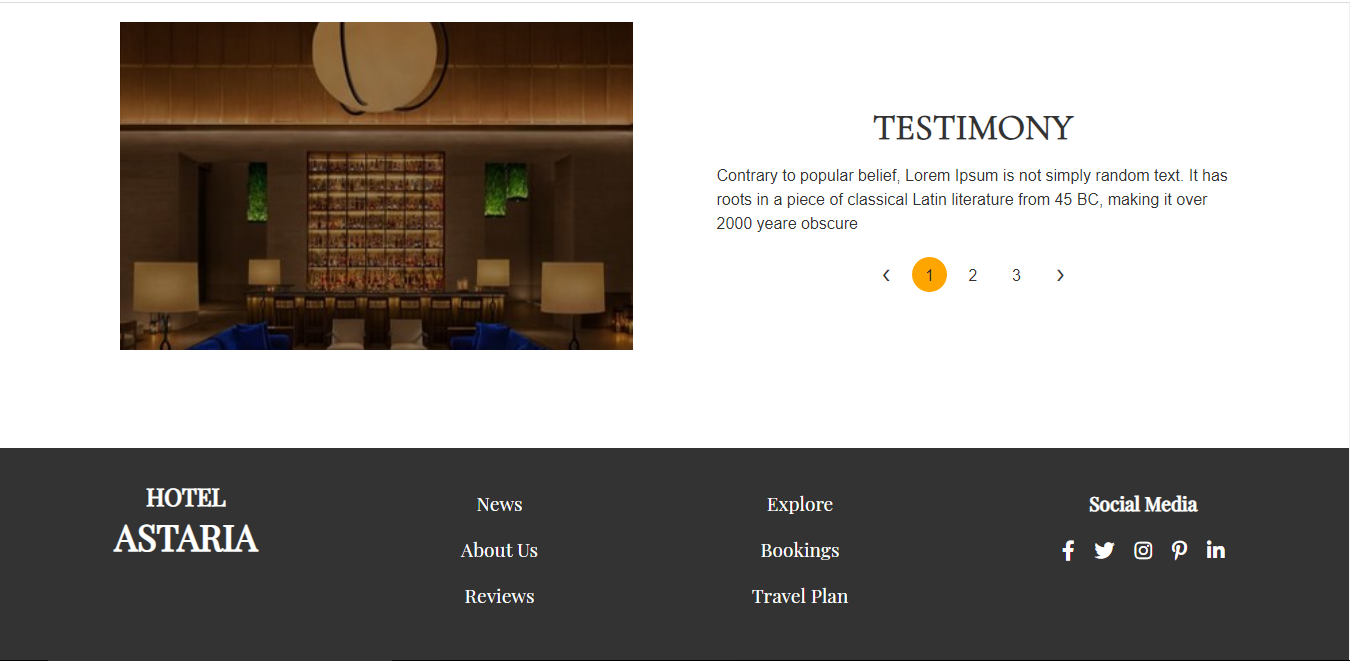 TESTIMONY
Contrary to popular belief, Lorem Ipsum is not simply random text. It has
roots in a piece of classical Latin literature from 45 BC, making it over
2000 yeare obscure
‹ 1 2 3 ›
HOTEL
ASTARIA
News
About Us
Reviews
Explore
Bookings
Travel Plan
Social Media